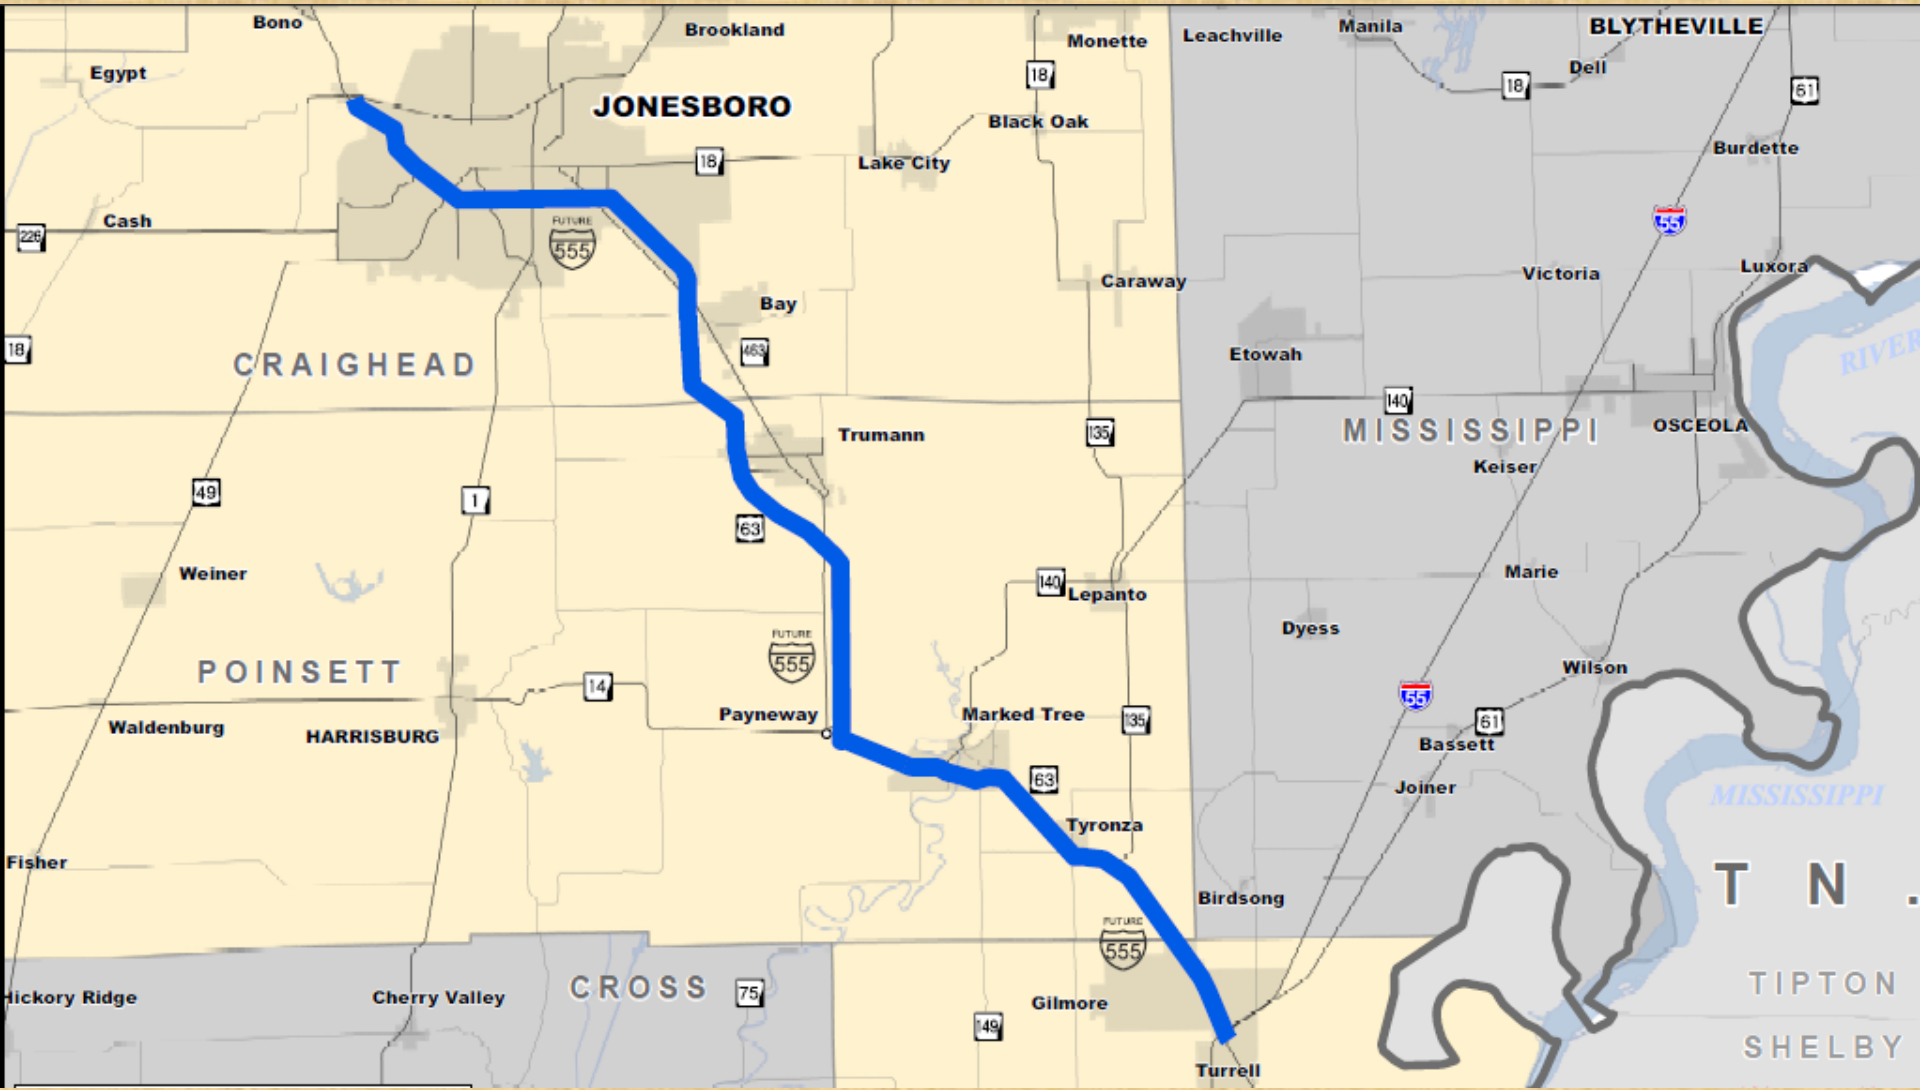 Bono
Brookland
Monette
Leachville
Manila
BLYTHEVILLE
Egypt
18
Dell
18
61
JONESBORO
Black Oak
Burdette
18
Lake City
Cash
226
FUTURE
555
55
Caraway
Victoria
Luxora
Bay
18
463
Etowah
RIVER
CRAIGHEAD
140
MISSISSIPPI
OSCEOLA
Trumann
135
Keiser
49
1
63
Weiner
140
Lepanto
Marie
Dyess
FUTURE
555
POINSETT
14
Wilson
55
Waldenburg
HARRISBURG
Payneway
Marked Tree
135
61
Bassett
63
Joiner
MISSISSIPPI
Tyronza
Fisher
T N .
Birdsong
FUTURE
555
CROSS
75
TIPTON
Hickory Ridge
Cherry Valley
Gilmore
149
SHELBY
Turrell